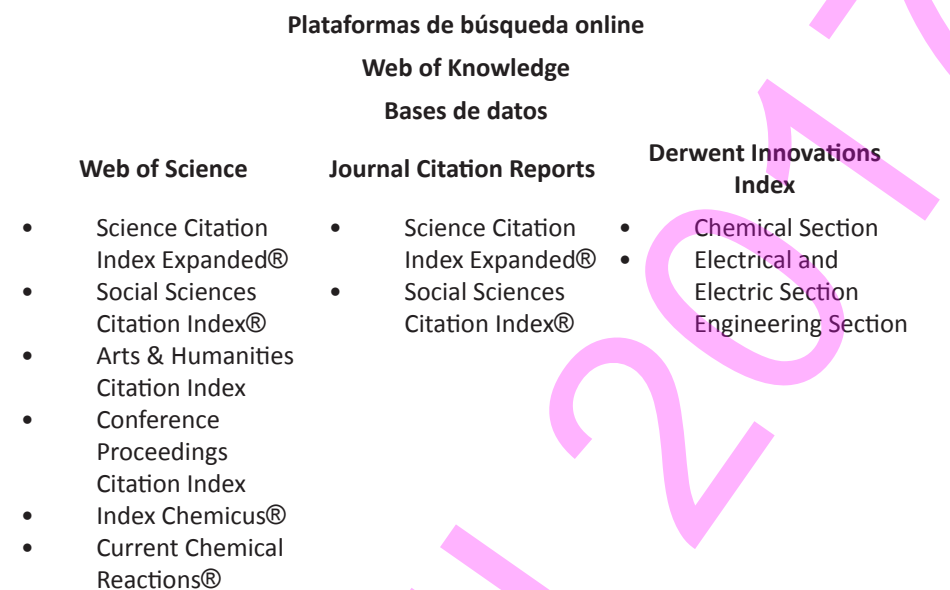 Plataformas de búsqueda online
Web of Knowledge
Bases de datos
Web of Science
• Science Citation
Index Expanded®
• Social Sciences
Citation Index®
• Arts & Humanities
Citation Index
• Conference
Proceedings
Citation Index
• Index Chemicus®
• Current Chemical
Reactions®
Journal Citation Reports
• Science Citation
Index Expanded®
• Social Sciences
Citation Index®
Derwent Innovations
Index
• Chemical Section
• Electrical and
Electric Section
Engineering Section